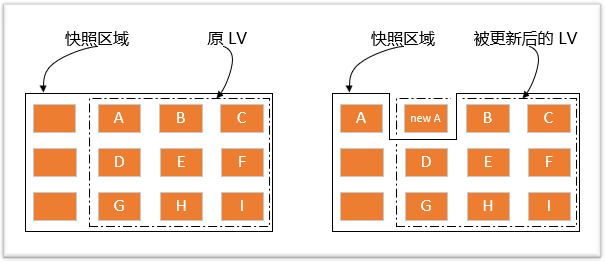 快照区域 原 LV
A B C
D E F
G H I
快照区域 被更新后的 LV
A new A B C
D E F
G H I